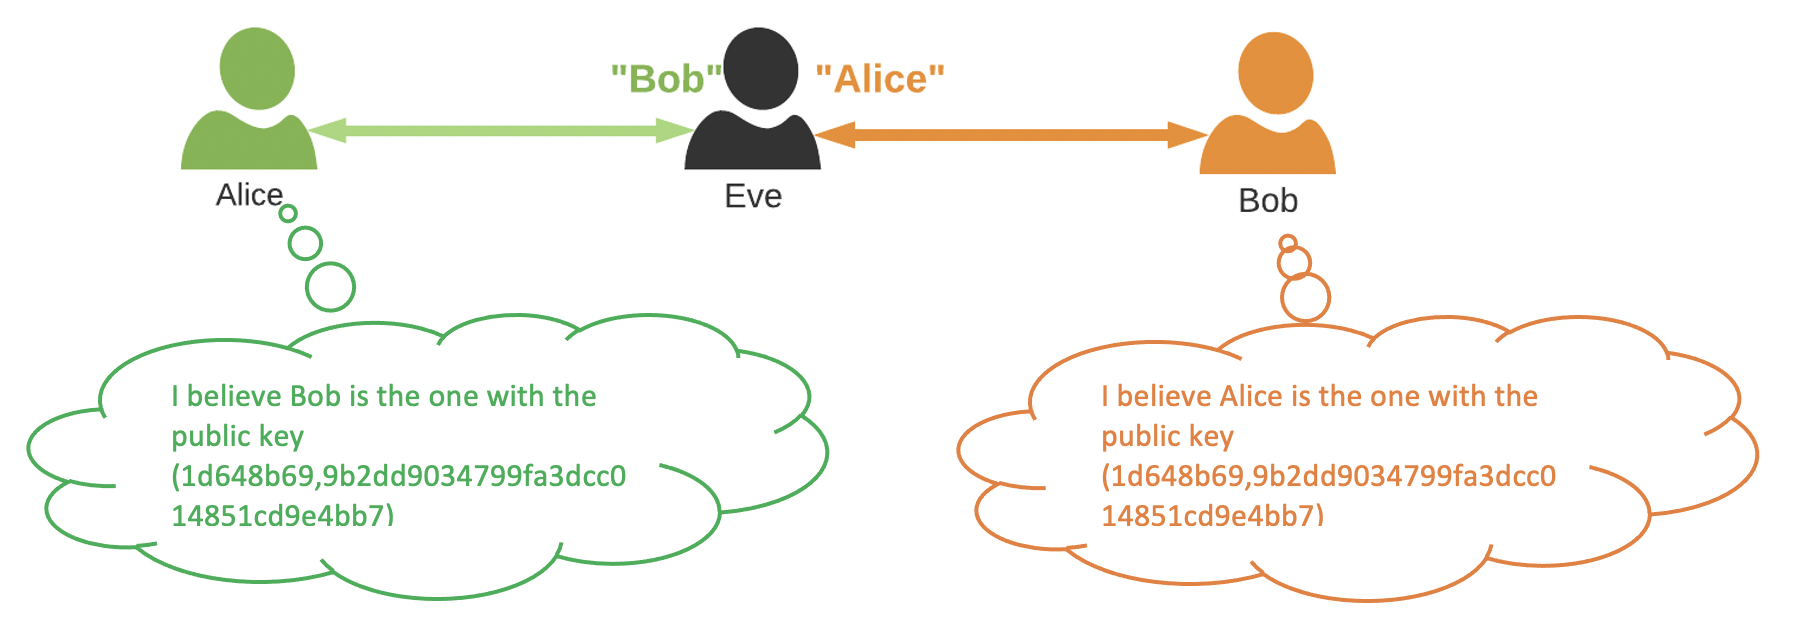 "Bob" "Alice"
Alice
Eve
Bob
I believe Bob is the one with the
public key
(1d648b69,9b2dd9034799fa3dcc0
14851cd9e4bb7)
I believe Alice is the one with the
public key
(1d648b69,9b2dd9034799fa3dcc0
14851cd9e4bb7)